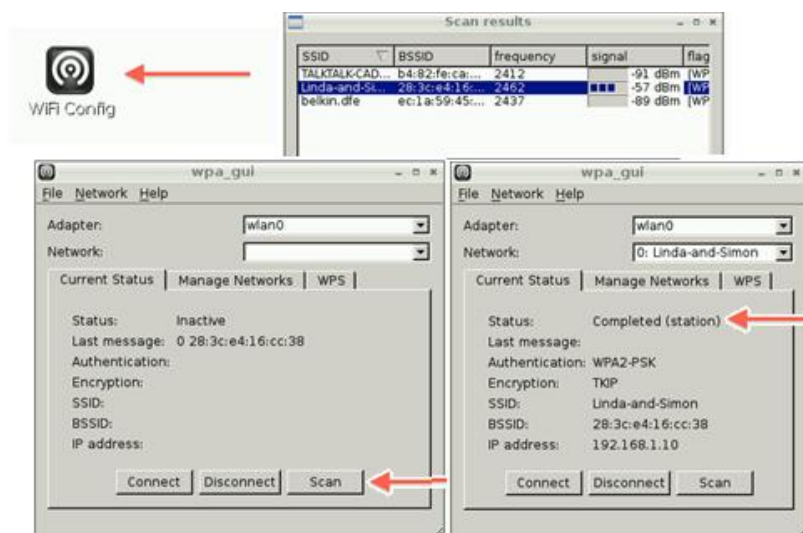 WiFi Config
Scan results
SSID BSSID frequency signal flag
TALKTALK-CAD... b4:82:fe:ca:... 2412 -91 dBm [WP
Linda-and-Si... 28:3c:e4:16:... 2462 -57 dBm [WP
belkin.dfe ec:1a:59:45:... 2437 -89 dBm [WP
wpa_gui
File Network Help
Adapter: wlan0
Network:
Current Status Manage Networks WPS
Status: Inactive
Last message: 0 28:3c:e4:16:cc:38
Authentication:
Encryption:
SSID:
BSSID:
IP address:
Connect Disconnect Scan
wpa_gui
File Network Help
Adapter: wlan0
Network: 0: Linda-and-Simon
Current Status Manage Networks WPS
Status: Completed (station)
Last message:
Authentication: WPA2-PSK
Encryption: TKIP
SSID: Linda-and-Simon
BSSID: 28:3c:e4:16:cc:38
IP address: 192.168.1.10
Connect Disconnect Scan